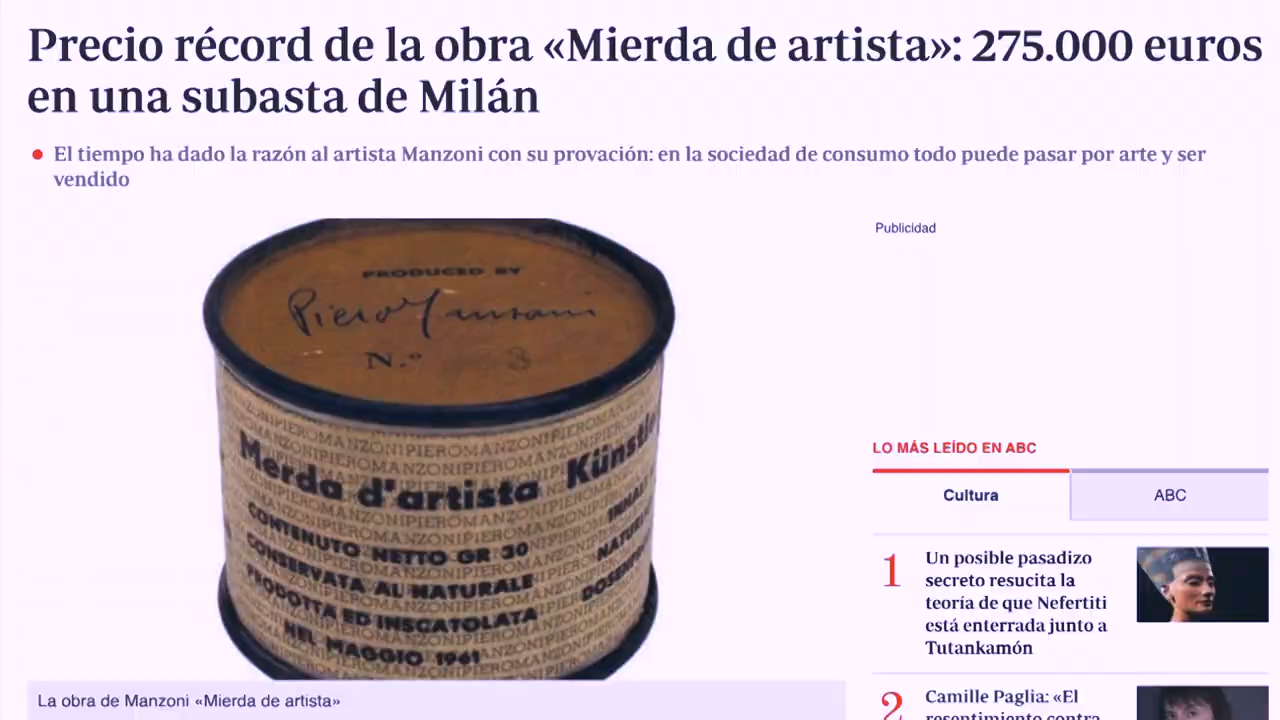 Precio récord de la obra «Mierda de artista»: 275.000 euros
en una subasta de Milán
El tiempo ha dado la razón al artista Manzoni con su provación: en la sociedad de consumo todo puede pasar por arte y ser
vendido
Publicidad
PRODUCED BY
Piero Manzoni
N.º
Merda d'artista
CONTENUTO NETTO GR 30
CONSERVATA AL NATURALE
PRODOTTA ED INSCATOLATA
NEL MAGGIO 1961
La obra de Manzoni «Mierda de artista»
LO MÁS LEÍDO EN ABC
Cultura
ABC
1
Un posible pasadizo
secreto resucita la
teoría de que Nefertiti
está enterrada junto a
Tutankamón
2
Camille Paglia: «El
resentimiento contra